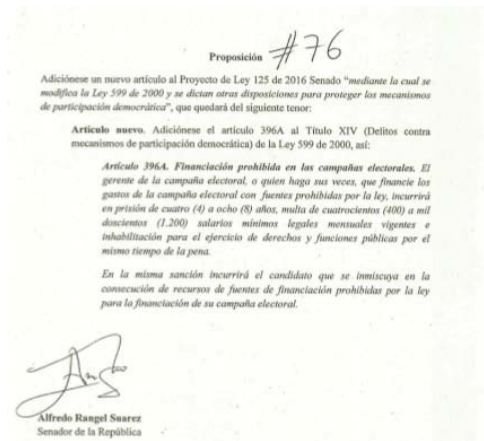 Proposición #76
Adiciónese un nuevo artículo al Proyecto de Ley 125 de 2016 Senado "mediante la cual se
modifica la Ley 599 de 2000 y se dictan otras disposiciones para proteger los mecanismos
de participación democrática", que quedará del siguiente tenor:
Artículo nuevo. Adiciónese el artículo 396A al Título XIV (Delitos contra
mecanismos de participación democrática) de la Ley 599 de 2000, así:
Artículo 396A. Financiación prohibida en las campañas electorales. El
gerente de la campaña electoral, o quien haga sus veces, que financie los
gastos de la campaña electoral con fuentes prohibidas por la ley, incurrirá
en prisión de cuatro (4) a ocho (8) años, multa de cuatrocientos (400) a mil
doscientos (1.200) salarios mínimos legales mensuales vigentes e
inhabilitación para el ejercicio de derechos y funciones públicas por el
mismo tiempo de la pena.
En la misma sanción incurrirá el candidato que se inmiscuya en la
consecución de recursos de fuentes de financiación prohibidas por la ley
para la financiación de su campaña electoral.
Alfredo Rangel Suarez
Senador de la República